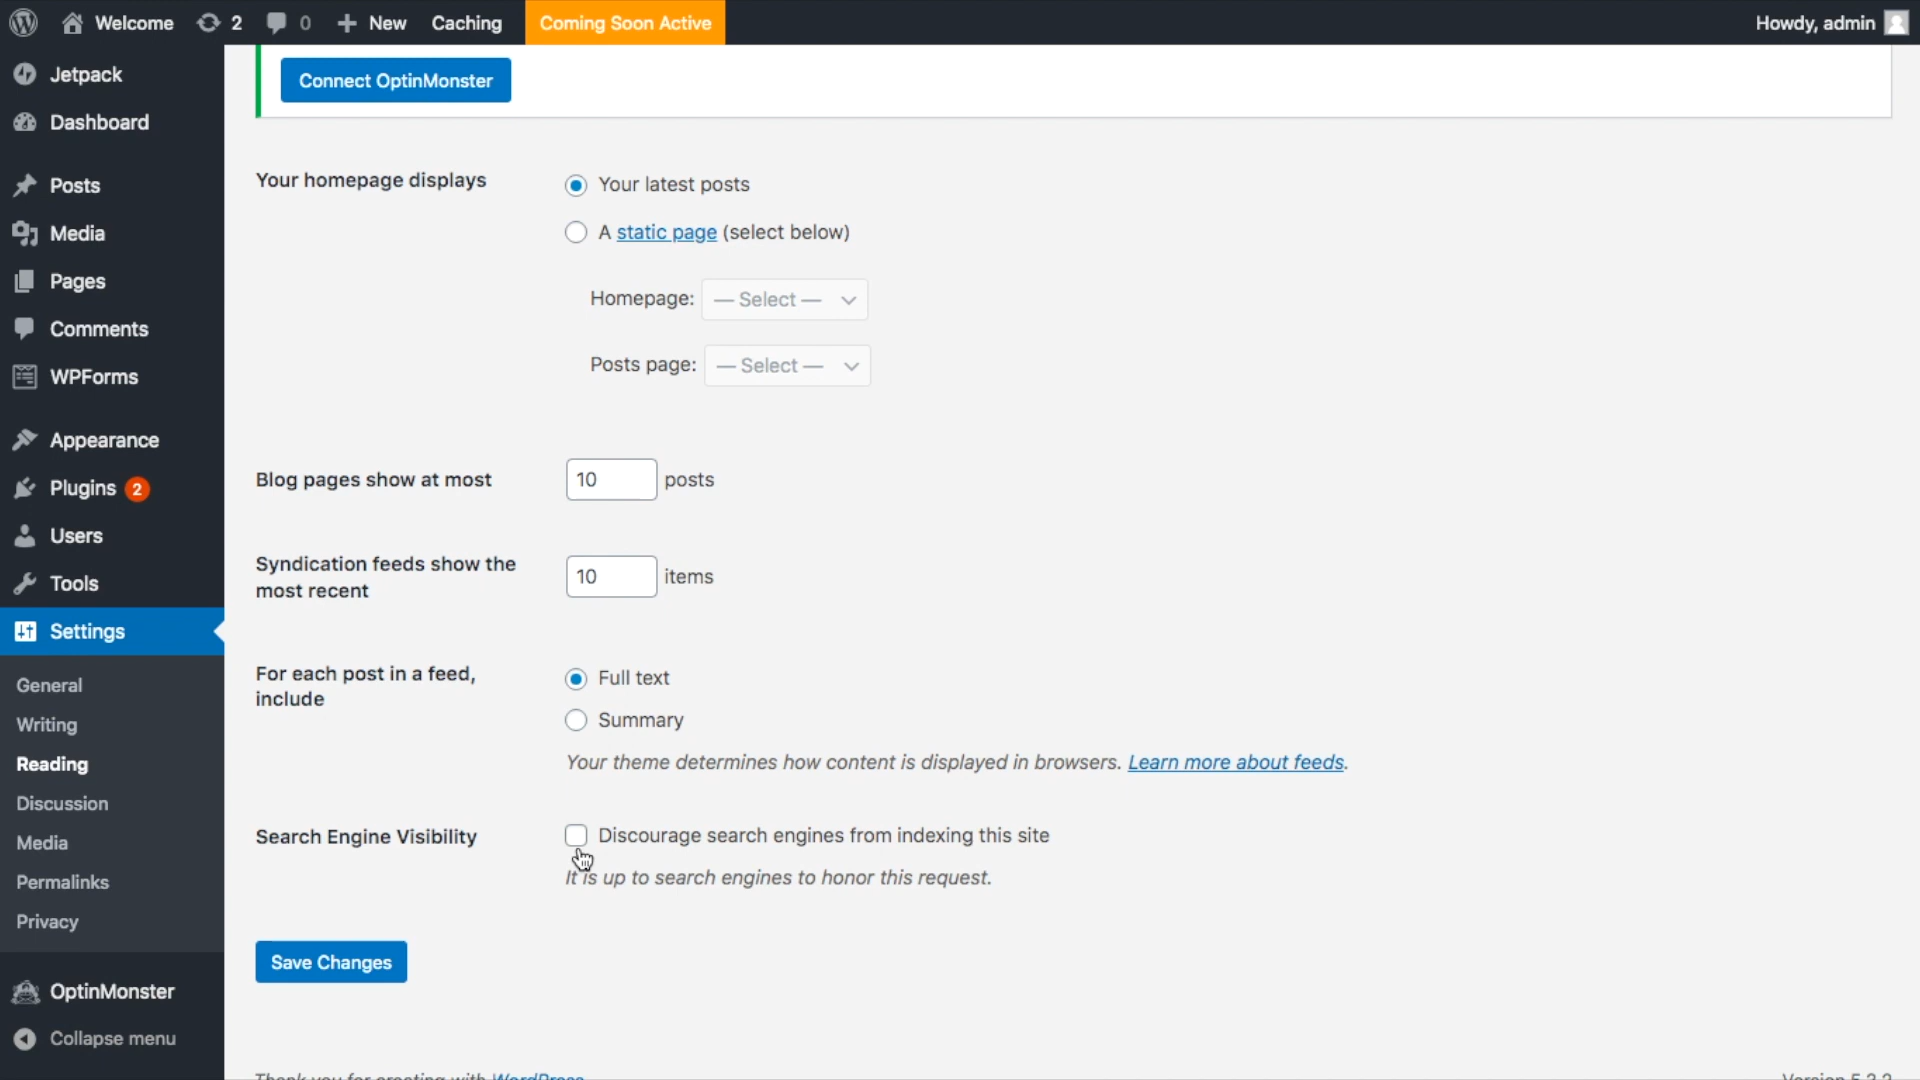 Welcome 2 0 + New Caching Coming Soon Active Howdy, admin
Jetpack
Dashboard
Posts
Media
Pages
Comments
WPForms
Appearance
Plugins 2
Users
Tools
Settings
General
Writing
Reading
Discussion
Media
Permalinks
Privacy
OptinMonster
Collapse menu
Connect OptinMonster
Your homepage displays
Your latest posts
A static page (select below)
Homepage: — Select —
Posts page: — Select —
Blog pages show at most 10 posts
Syndication feeds show the
most recent
10 items
For each post in a feed,
include
Full text
Summary
Your theme determines how content is displayed in browsers. Learn more about feeds.
Search Engine Visibility
Discourage search engines from indexing this site
It is up to search engines to honor this request.
Save Changes
Thank you for creating with WordPress